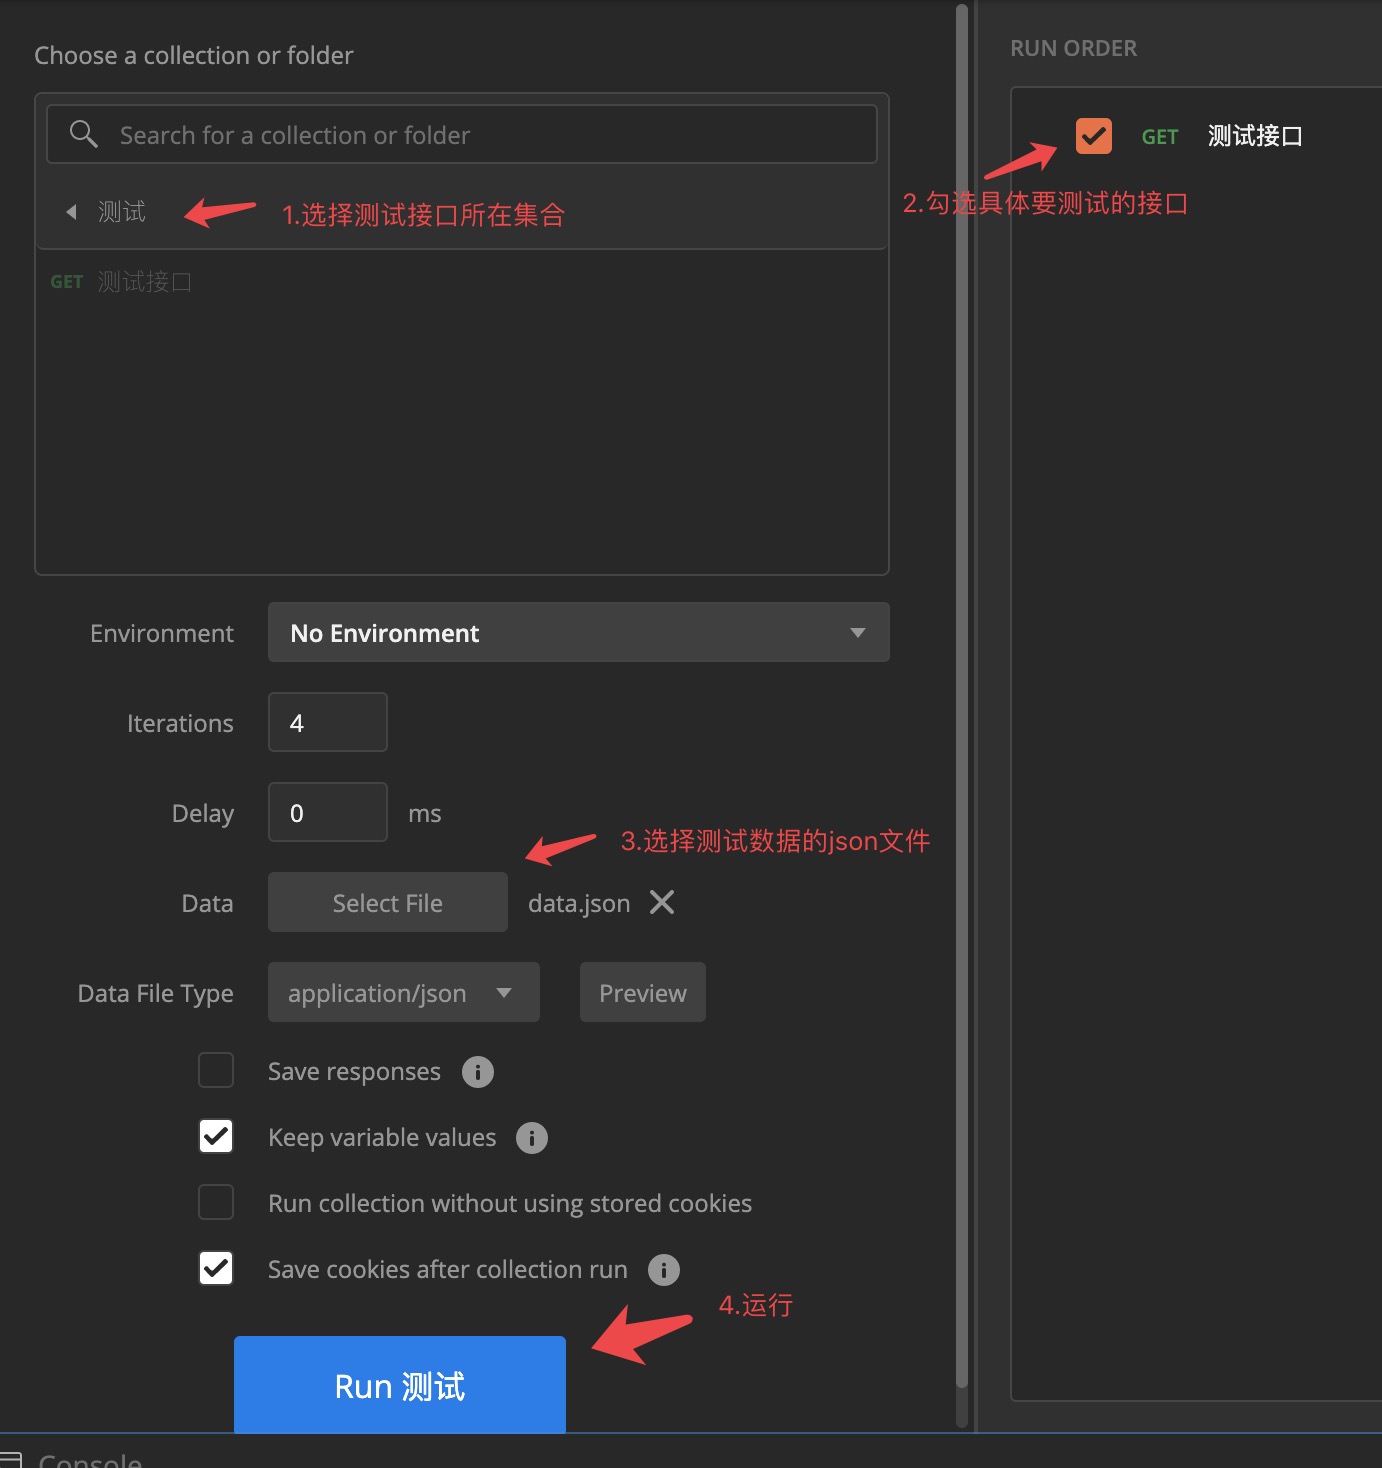 Choose a collection or folder
Search for a collection or folder
测试
1.选择测试接口所在集合
GET 测试接口
RUN ORDER
GET 测试接口
2.勾选具体要测试的接口
Environment No Environment
Iterations 4
Delay 0 ms
3.选择测试数据的json文件
Data Select File data.json
Data File Type application/json Preview
Save responses
Keep variable values
Run collection without using stored cookies
Save cookies after collection run
4.运行
Run 测试
Console